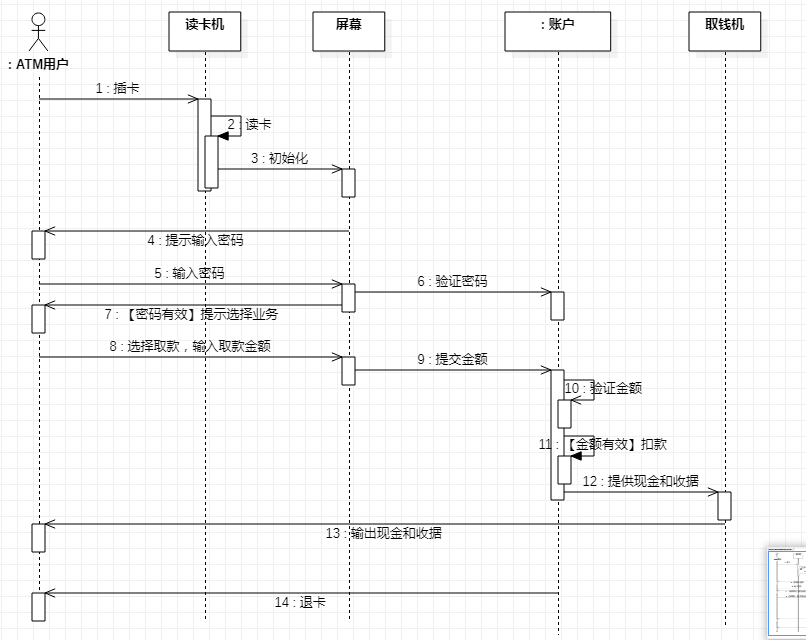 读卡机
屏幕
: 账户
取钱机
: ATM用户
1 : 插卡
2 : 读卡
3 : 初始化
4 : 提示输入密码
5 : 输入密码
6 : 验证密码
7 : 【密码有效】提示选择业务
8 : 选择取款，输入取款金额
9 : 提交金额
10 : 验证金额
11 : 【金额有效】扣款
12 : 提供现金和收据
13 : 输出现金和收据
14 : 退卡